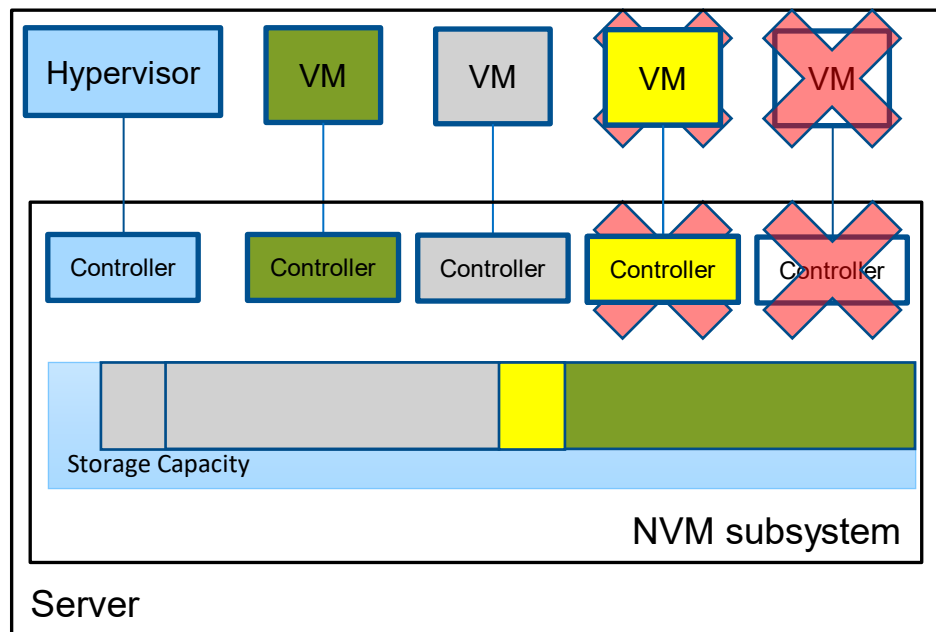 Hypervisor
VM
VM
VM
VM
Controller
Controller
Controller
Controller
Controller
Storage Capacity
NVM subsystem
Server